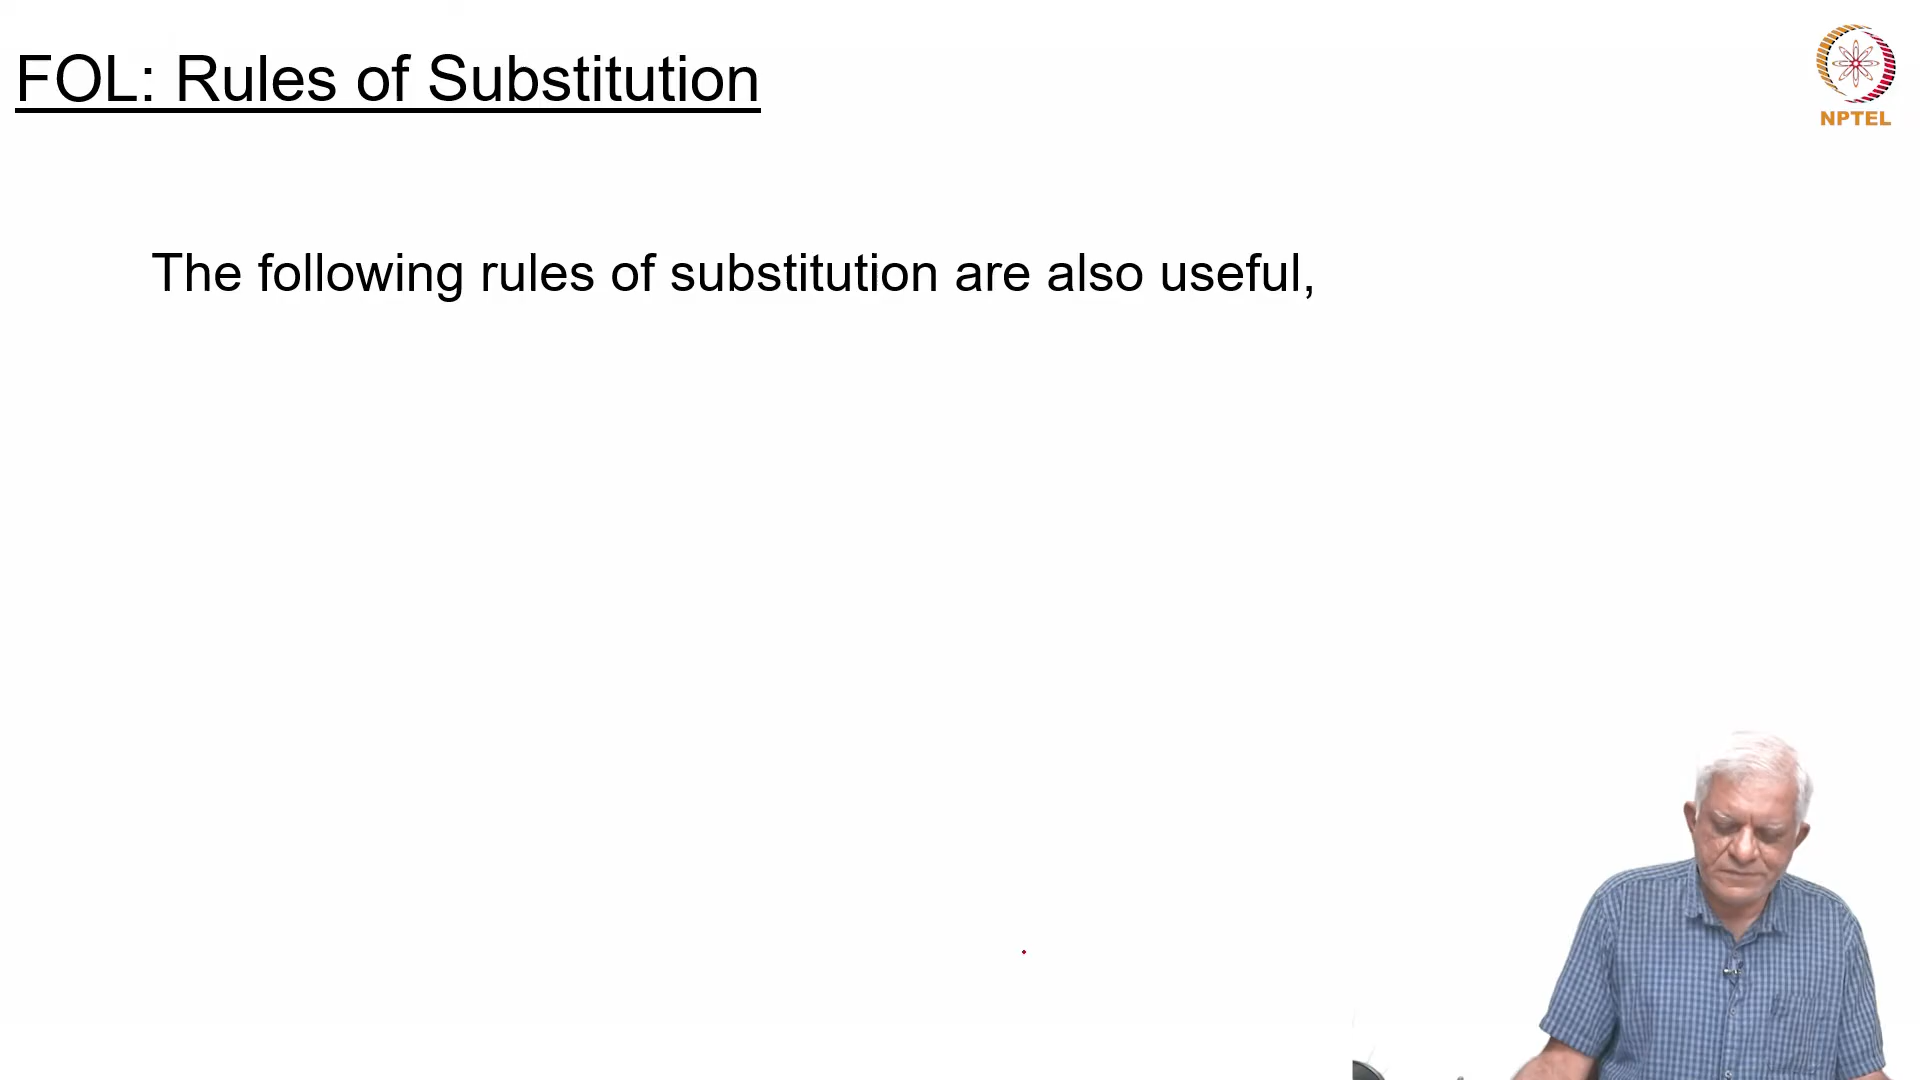 FOL: Rules of Substitution
NPTEL
The following rules of substitution are also useful,